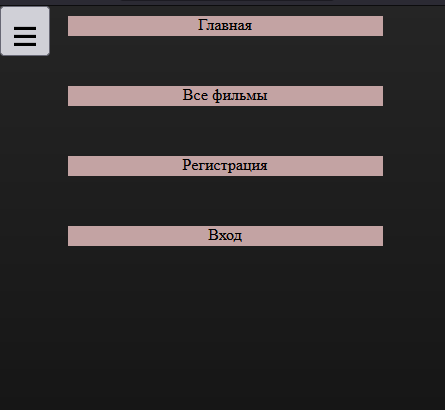 Главная
Все фильмы
Регистрация
Вход